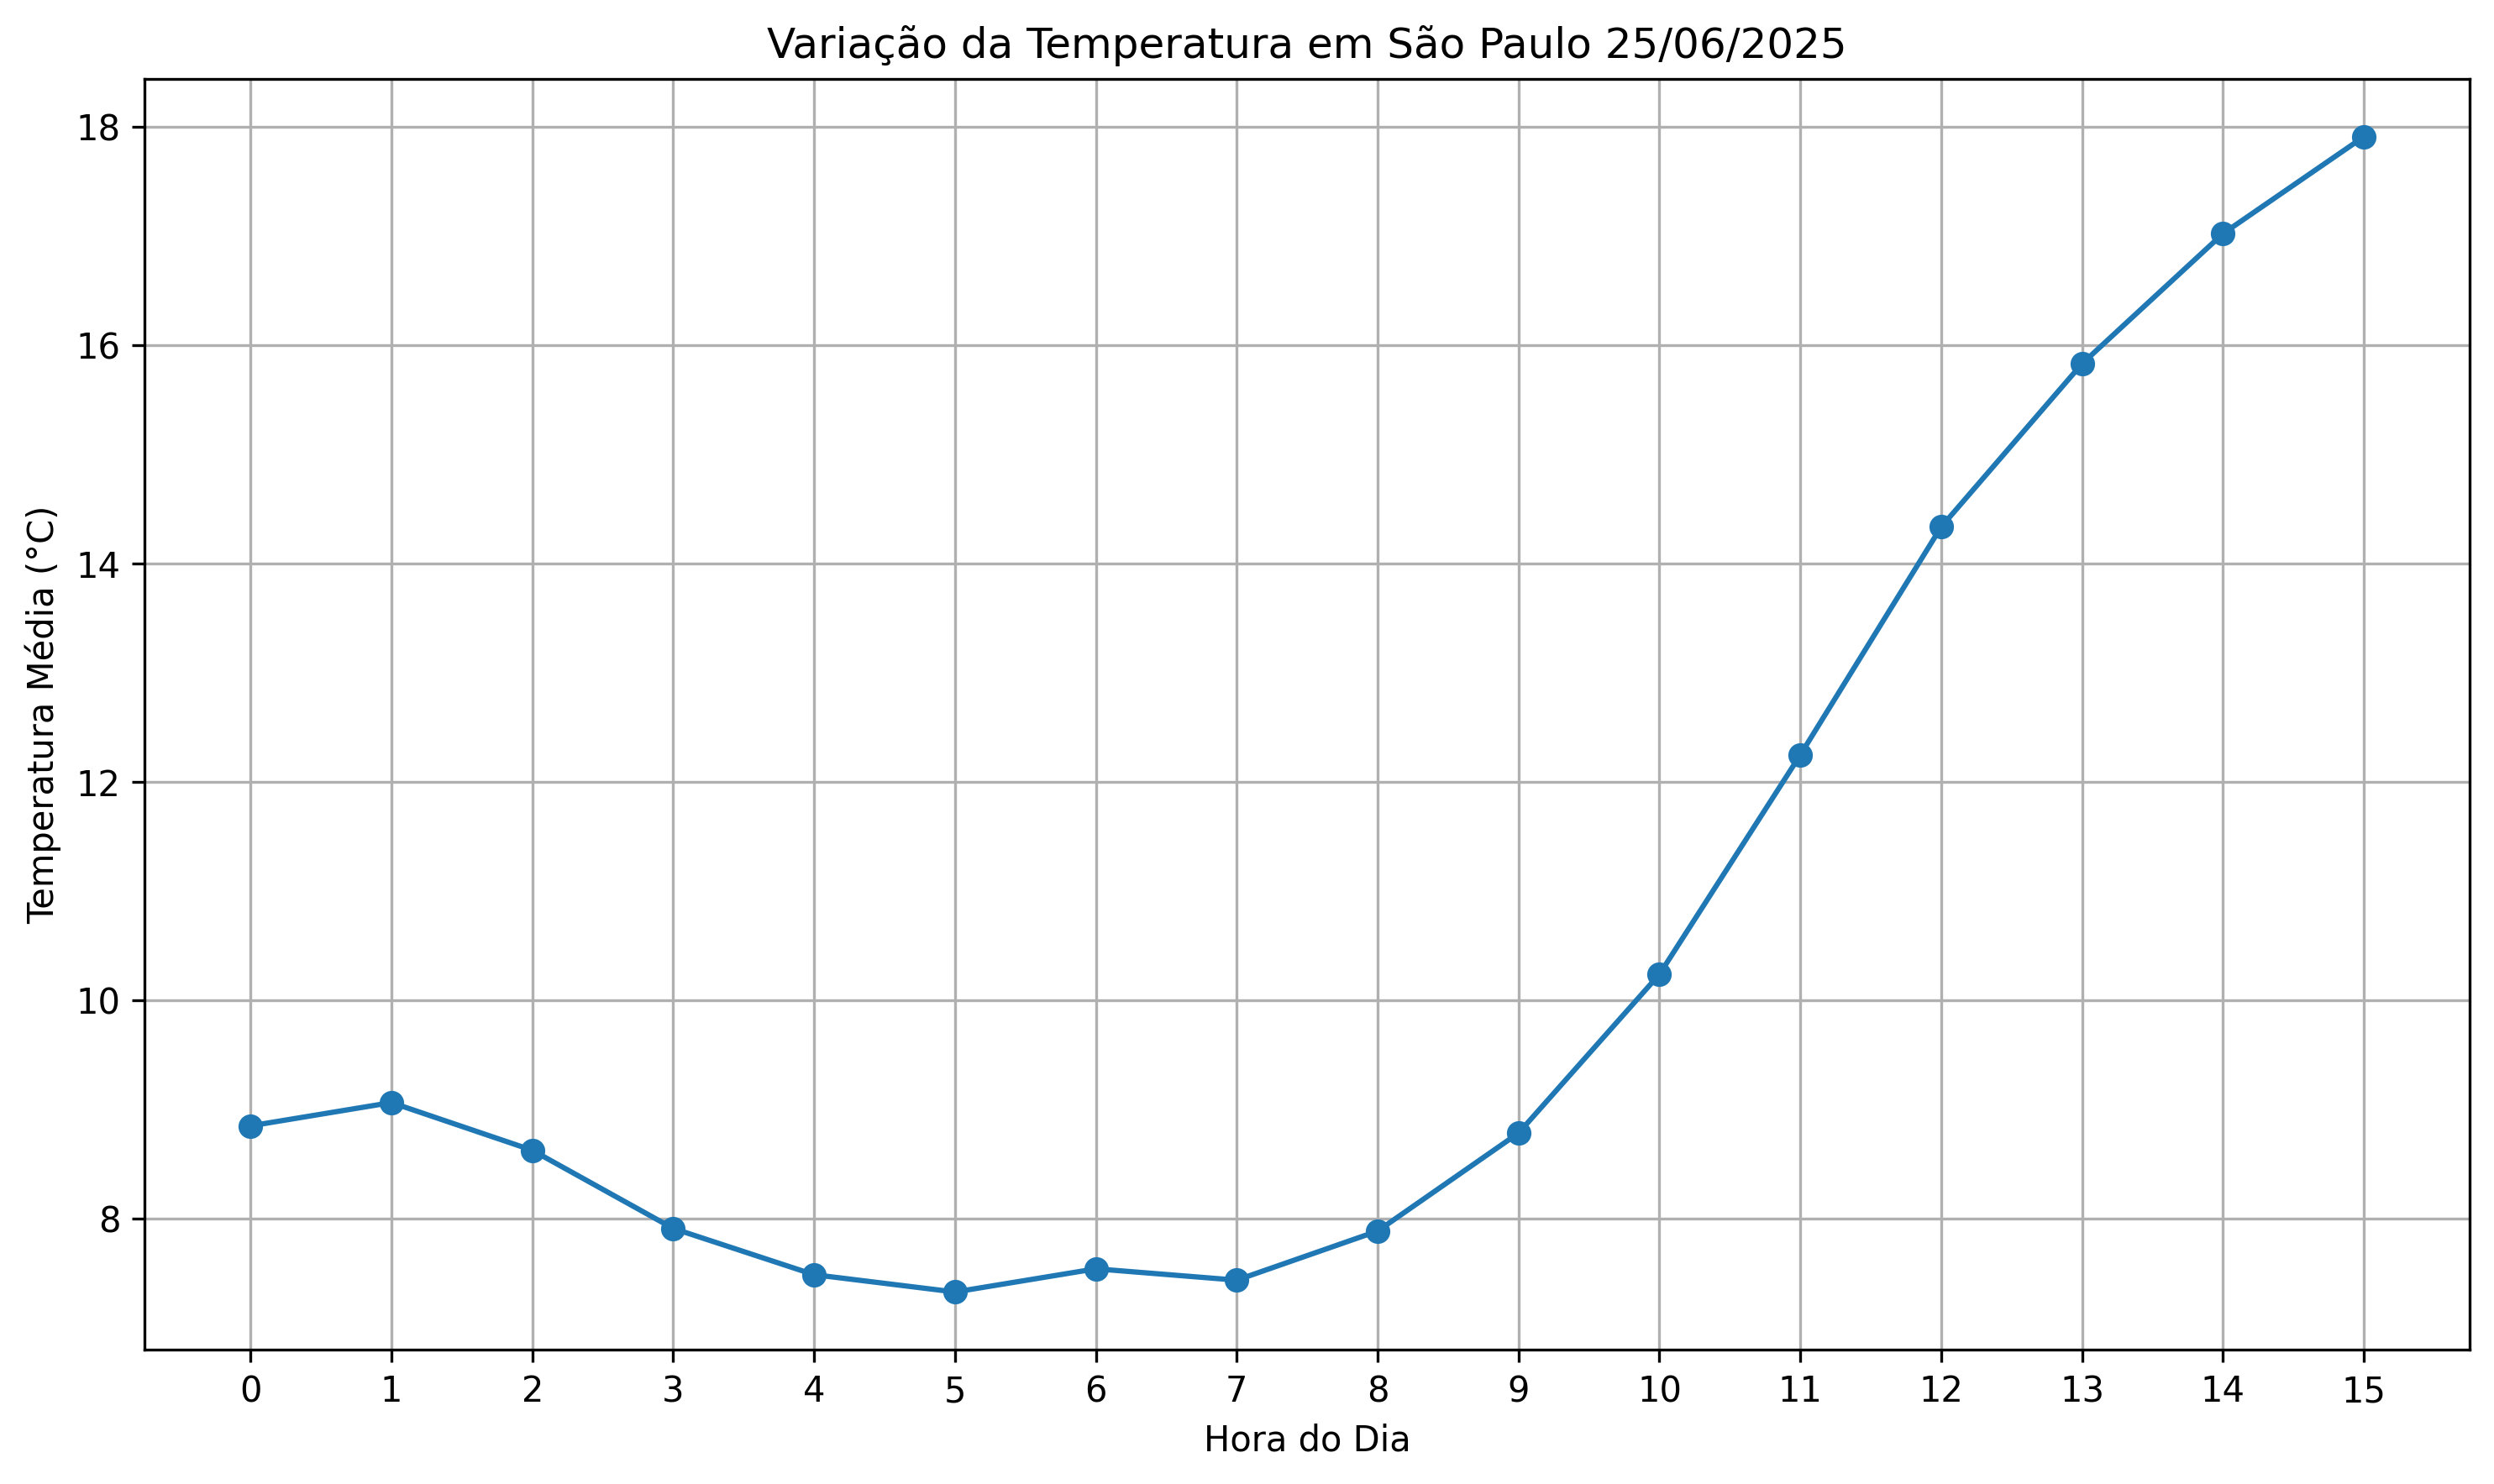 Variação da Temperatura em São Paulo 25/06/2025
Temperatura Média (°C)
18
16
14
12
10
8
0 1 2 3 4 5 6 7 8 9 10 11 12 13 14 15
Hora do Dia